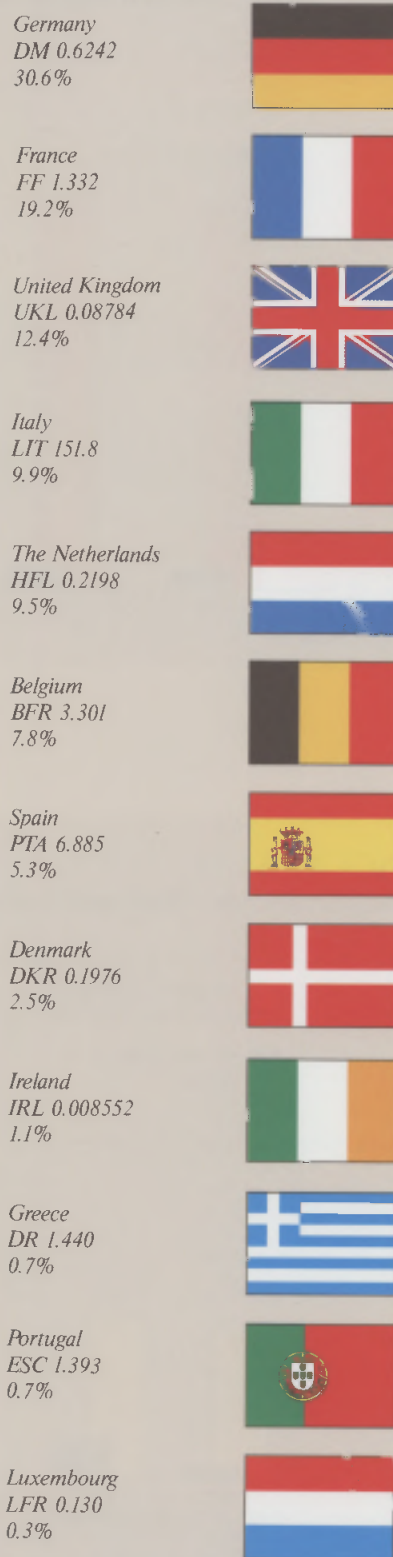 Germany
DM 0.6242
30.6%
France
FF 1.332
19.2%
United Kingdom
UKL 0.08784
12.4%
Italy
LIT 151.8
9.9%
The Netherlands
HFL 0.2198
9.5%
Belgium
BFR 3.301
7.8%
Spain
PTA 6.885
5.3%
Denmark
DKR 0.1976
2.5%
Ireland
IRL 0.008552
1.1%
Greece
DR 1.440
0.7%
Portugal
ESC 1.393
0.7%
Luxembourg
LFR 0.130
0.3%